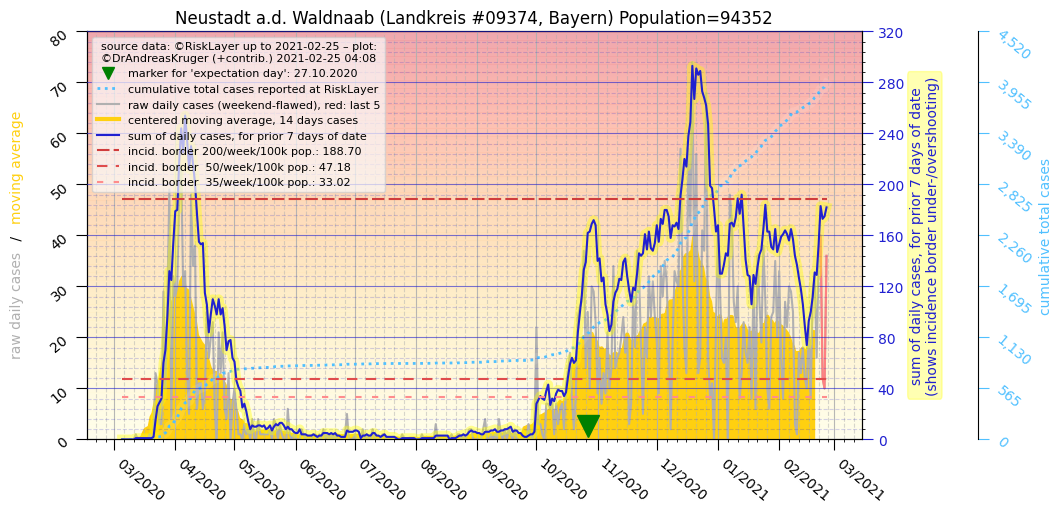 Neustadt a.d. Waldnaab (Landkreis #09374, Bayern) Population=94352
source data: ©RiskLayer up to 2021-02-25 – plot:
©DrAndreasKruger (+contrib.) 2021-02-25 04:08
marker for 'expectation day': 27.10.2020
cumulative total cases reported at RiskLayer
raw daily cases (weekend-flawed), red: last 5
centered moving average, 14 days cases
sum of daily cases, for prior 7 days of date
incid. border 200/week/100k pop.: 188.70
incid. border  50/week/100k pop.: 47.18
incid. border  35/week/100k pop.: 33.02
raw daily cases / moving average
80
70
60
50
40
30
20
10
0
320
280
240
200
160
120
80
40
0
sum of daily cases, for prior 7 days of date
(shows incidence border under-/overshooting)
4,520
3,955
3,390
2,825
2,260
1,695
1,130
565
0
cumulative total cases
03/2020
04/2020
05/2020
06/2020
07/2020
08/2020
09/2020
10/2020
11/2020
12/2020
01/2021
02/2021
03/2021